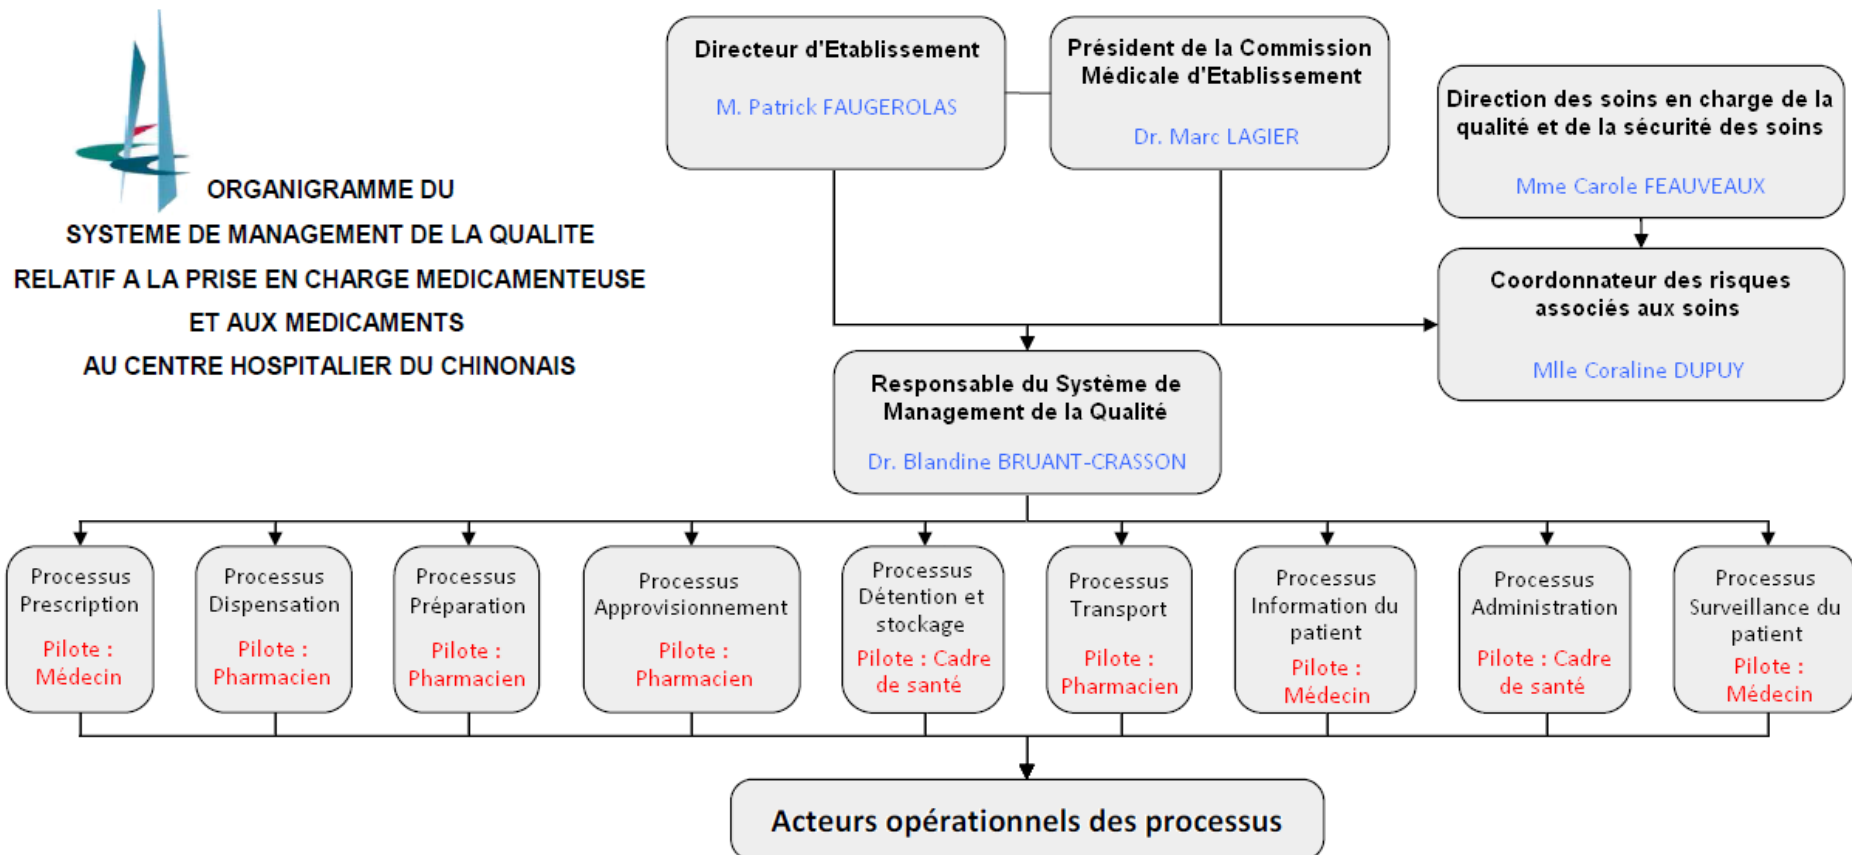 ORGANIGRAMME DU
SYSTEME DE MANAGEMENT DE LA QUALITE
RELATIF A LA PRISE EN CHARGE MEDICAMENTEUSE
ET AUX MEDICAMENTS
AU CENTRE HOSPITALIER DU CHINONAIS
Directeur d'Etablissement
M. Patrick FAUGEROLAS
Président de la Commission
Médicale d'Etablissement
Dr. Marc LAGIER
Direction des soins en charge de la
qualité et de la sécurité des soins
Mme Carole FEAUVEAUX
Coordonnateur des risques
associés aux soins
Mlle Coraline DUPUY
Responsable du Système de
Management de la Qualité
Dr. Blandine BRUANT-CRASSON
Processus
Prescription
Pilote :
Médecin
Processus
Dispensation
Pilote :
Pharmacien
Processus
Préparation
Pilote :
Pharmacien
Processus
Approvisionnement
Pilote :
Pharmacien
Processus
Détention et
stockage
Pilote : Cadre
de santé
Processus
Transport
Pilote :
Pharmacien
Processus
Information du
patient
Pilote :
Médecin
Processus
Administration
Pilote : Cadre
de santé
Processus
Surveillance du
patient
Pilote :
Médecin
Acteurs opérationnels des processus